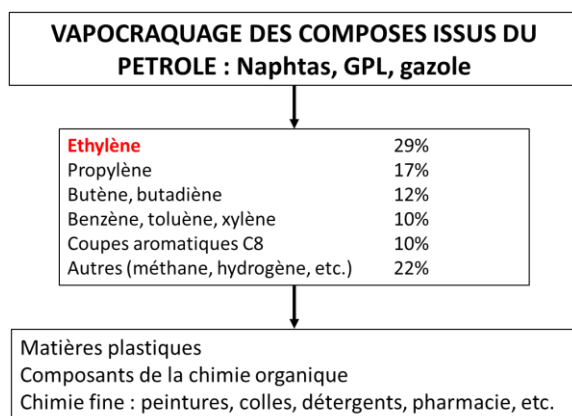 VAPOCRAQUAGE DES COMPOSES ISSUS DU
PETROLE : Naphtas, GPL, gazole
Ethylène 29%
Propylène 17%
Butène, butadiène 12%
Benzène, toluène, xylène 10%
Coupes aromatiques C8 10%
Autres (méthane, hydrogène, etc.) 22%
Matières plastiques
Composants de la chimie organique
Chimie fine : peintures, colles, détergents, pharmacie, etc.